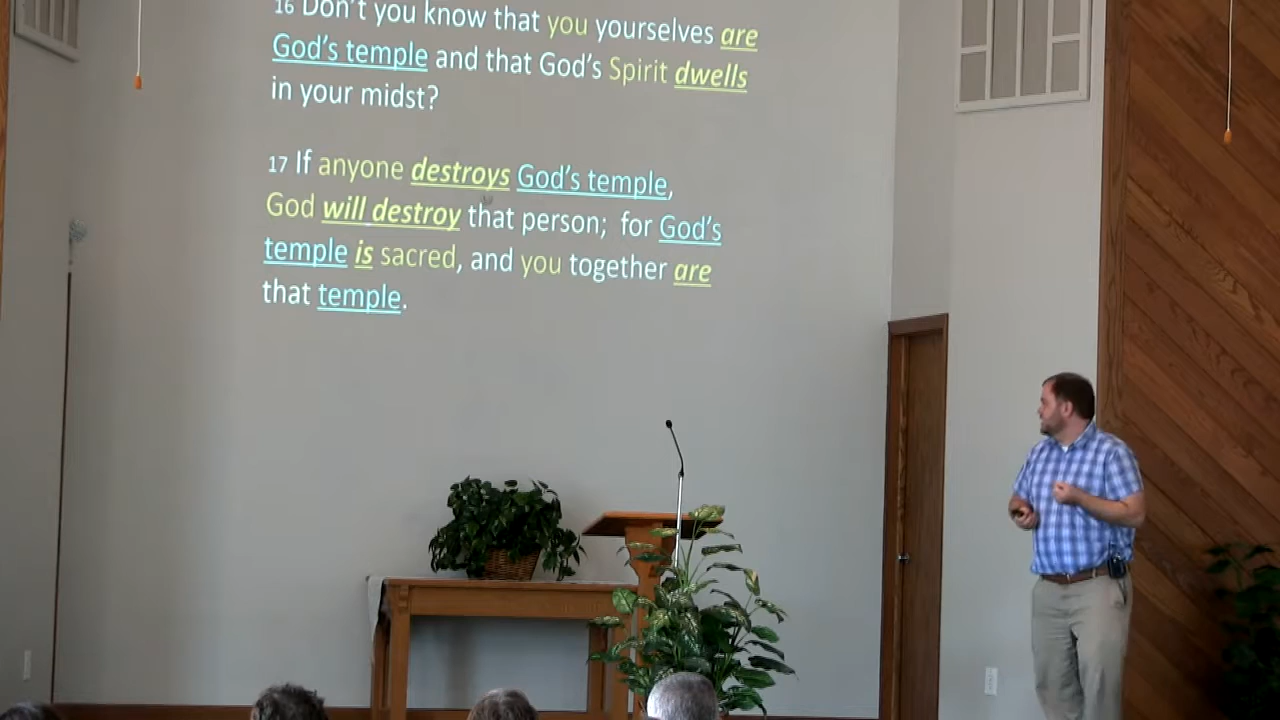 16 Don't you know that you yourselves are
God's temple and that God's Spirit dwells
in your midst?
17 If anyone destroys God's temple,
God will destroy that person; for God's
temple is sacred, and you together are
that temple.